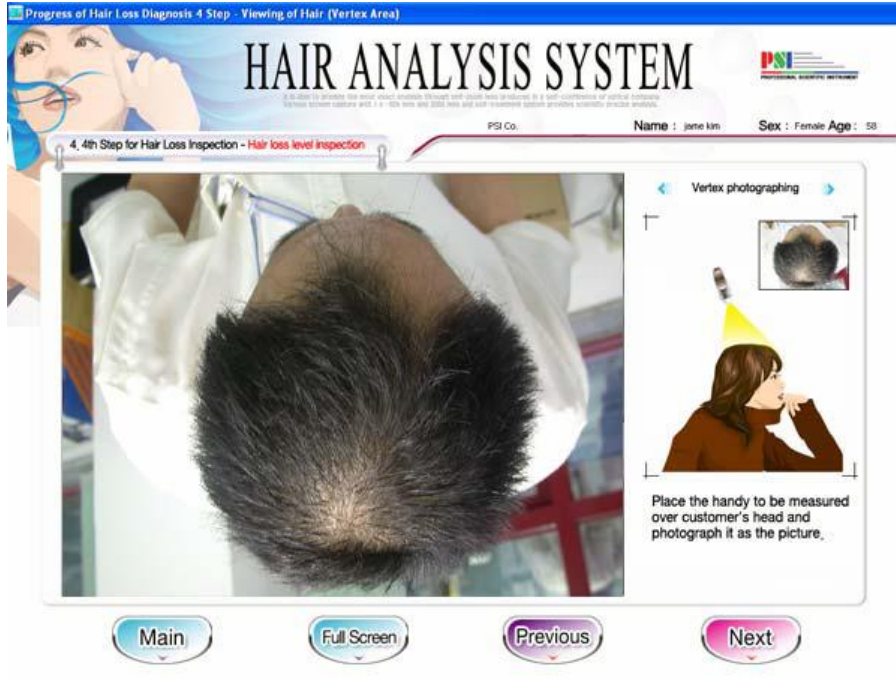 Progress of Hair Loss Diagnosis 4 Step - Viewing of Hair (Vertex Area)
HAIR ANALYSIS SYSTEM
PSI
PROFESSIONAL SCIENTIFIC INSTRUMENT
PSI Co. Name : jame kim Sex : Female Age : 58
4. 4th Step for Hair Loss Inspection - Hair loss level inspection
Vertex photographing
Place the handy to be measured
over customer's head and
photograph it as the picture.
Main Full Screen Previous Next